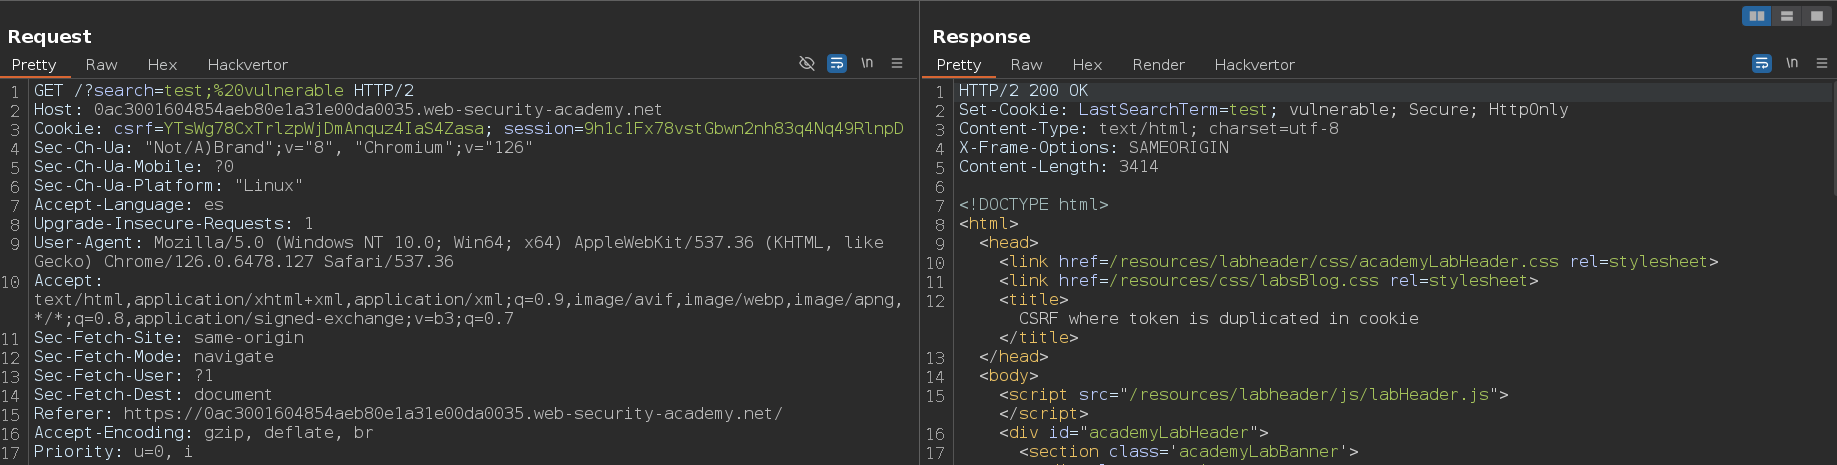 Request
Pretty Raw Hex Hackvertor \n
1 GET /?search=test;%20vulnerable HTTP/2
2 Host: 0ac3001604854aeb80e1a31e00da0035.web-security-academy.net
3 Cookie: csrf=YTsWg78CxTrlzpWjDmAnquz4IaS4Zasa; session=9h1c1Fx78vstGbwn2nh83q4Nq49RlnpD
4 Sec-Ch-Ua: "Not/A)Brand";v="8", "Chromium";v="126"
5 Sec-Ch-Ua-Mobile: ?0
6 Sec-Ch-Ua-Platform: "Linux"
7 Accept-Language: es
8 Upgrade-Insecure-Requests: 1
9 User-Agent: Mozilla/5.0 (Windows NT 10.0; Win64; x64) AppleWebKit/537.36 (KHTML, like
Gecko) Chrome/126.0.6478.127 Safari/537.36
10 Accept:
text/html,application/xhtml+xml,application/xml;q=0.9,image/avif,image/webp,image/apng,
*/*;q=0.8,application/signed-exchange;v=b3;q=0.7
11 Sec-Fetch-Site: same-origin
12 Sec-Fetch-Mode: navigate
13 Sec-Fetch-User: ?1
14 Sec-Fetch-Dest: document
15 Referer: https://0ac3001604854aeb80e1a31e00da0035.web-security-academy.net/
16 Accept-Encoding: gzip, deflate, br
17 Priority: u=0, i
Response
Pretty Raw Hex Render Hackvertor \n
1 HTTP/2 200 OK
2 Set-Cookie: LastSearchTerm=test; vulnerable; Secure; HttpOnly
3 Content-Type: text/html; charset=utf-8
4 X-Frame-Options: SAMEORIGIN
5 Content-Length: 3414
6
7 <!DOCTYPE html>
8 <html>
9 <head>
10 <link href=/resources/labheader/css/academyLabHeader.css rel=stylesheet>
11 <link href=/resources/css/labsBlog.css rel=stylesheet>
12 <title>
CSRF where token is duplicated in cookie
</title>
13 </head>
14 <body>
15 <script src="/resources/labheader/js/labHeader.js">
</script>
16 <div id="academyLabHeader">
17 <section class='academyLabBanner'>